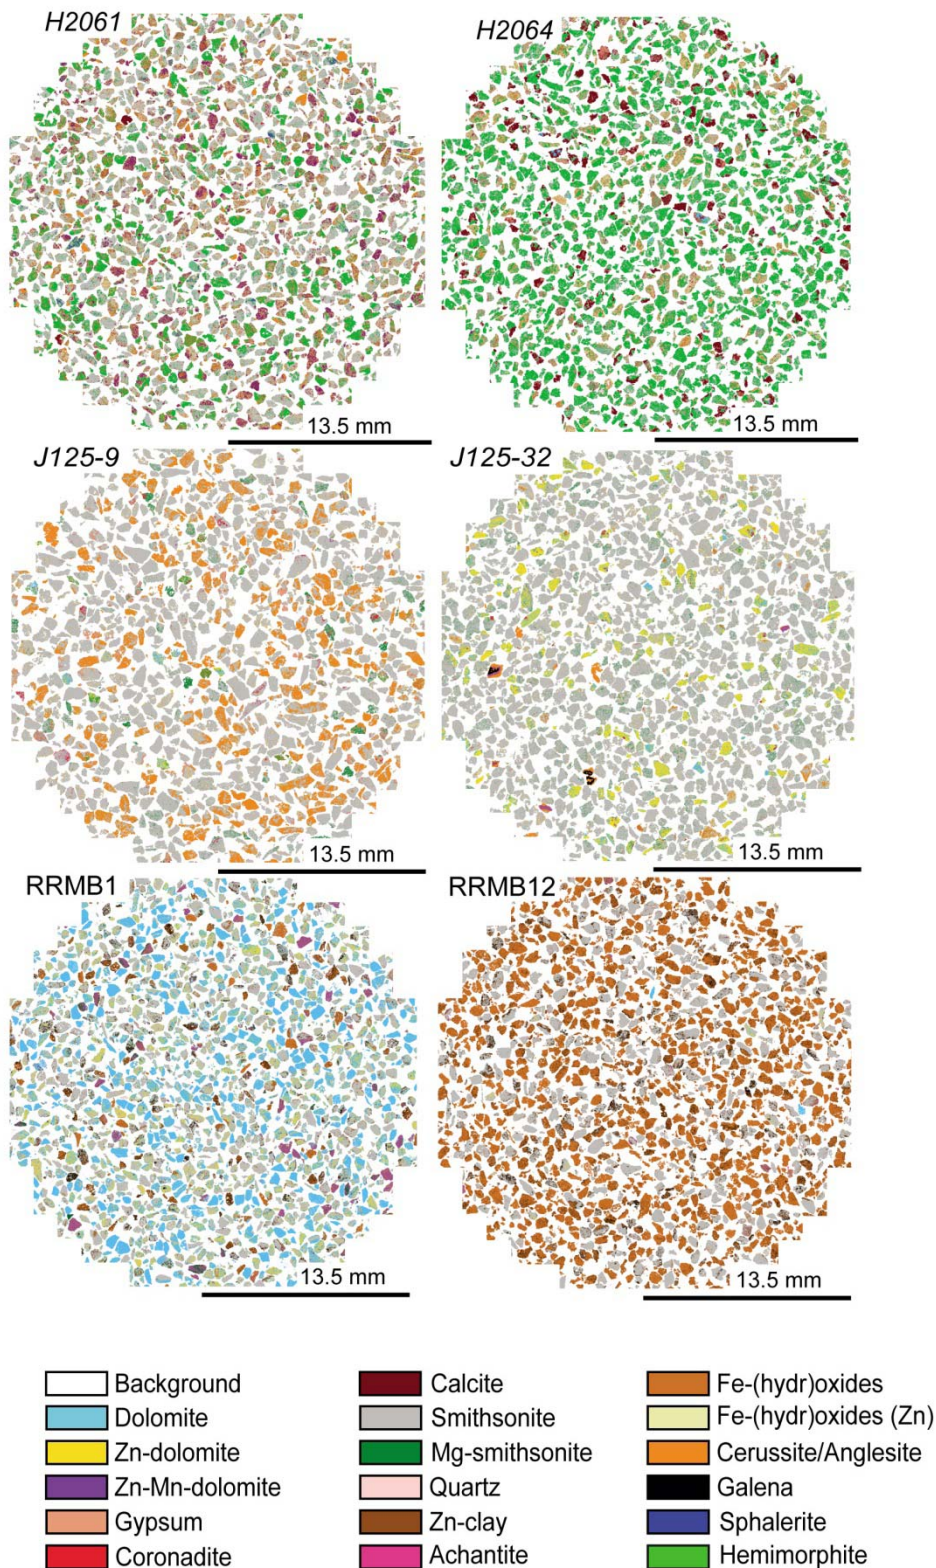 H2061 H2064
13.5 mm 13.5 mm
J125-9 J125-32
13.5 mm 13.5 mm
RRMB1 RRMB12
13.5 mm 13.5 mm
Background Calcite Fe-(hydr)oxides
Dolomite Smithsonite Fe-(hydr)oxides (Zn)
Zn-dolomite Mg-smithsonite Cerussite/Anglesite
Zn-Mn-dolomite Quartz Galena
Gypsum Zn-clay Sphalerite
Coronadite Achantite Hemimorphite